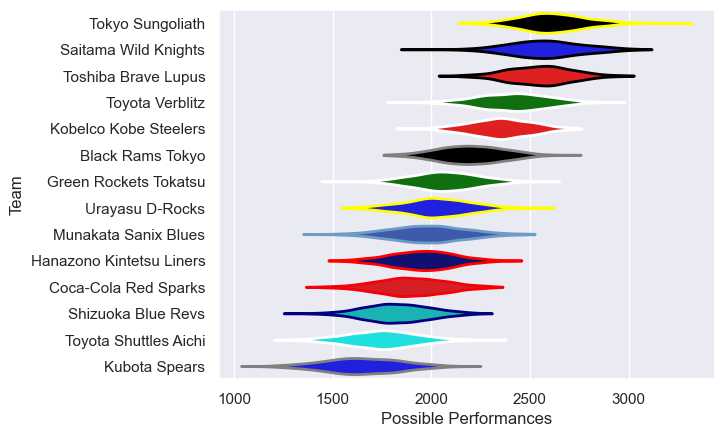 Tokyo Sungoliath
Saitama Wild Knights
Toshiba Brave Lupus
Toyota Verblitz
Kobelco Kobe Steelers
Black Rams Tokyo
Green Rockets Tokatsu
Urayasu D-Rocks
Munakata Sanix Blues
Hanazono Kintetsu Liners
Coca-Cola Red Sparks
Shizuoka Blue Revs
Toyota Shuttles Aichi
Kubota Spears
Team
1000 1500 2000 2500 3000
Possible Performances